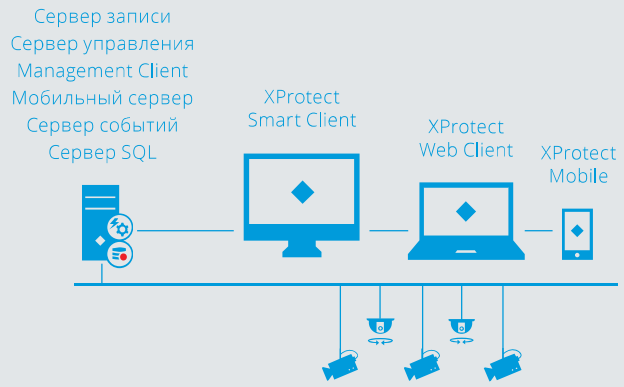 Сервер записи
Сервер управления
Management Client
Мобильный сервер
Сервер событий
Сервер SQL
XProtect
Smart Client
XProtect
Web Client
XProtect
Mobile